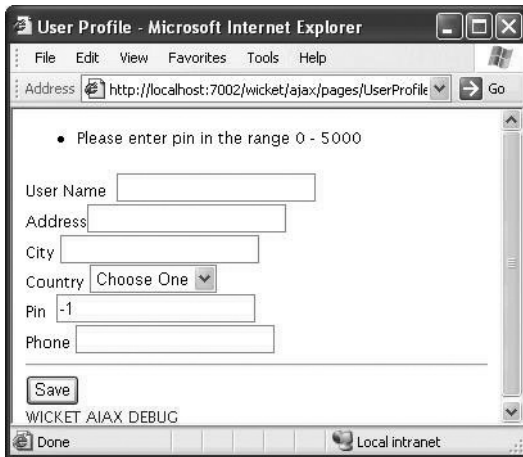 User Profile - Microsoft Internet Explorer
File Edit View Favorites Tools Help
Address http://localhost:7002/wicket/ajax/pages/UserProfile Go
• Please enter pin in the range 0 - 5000
User Name
Address
City
Country Choose One
Pin -1
Phone
Save
WICKET AJAX DEBUG
Done Local intranet